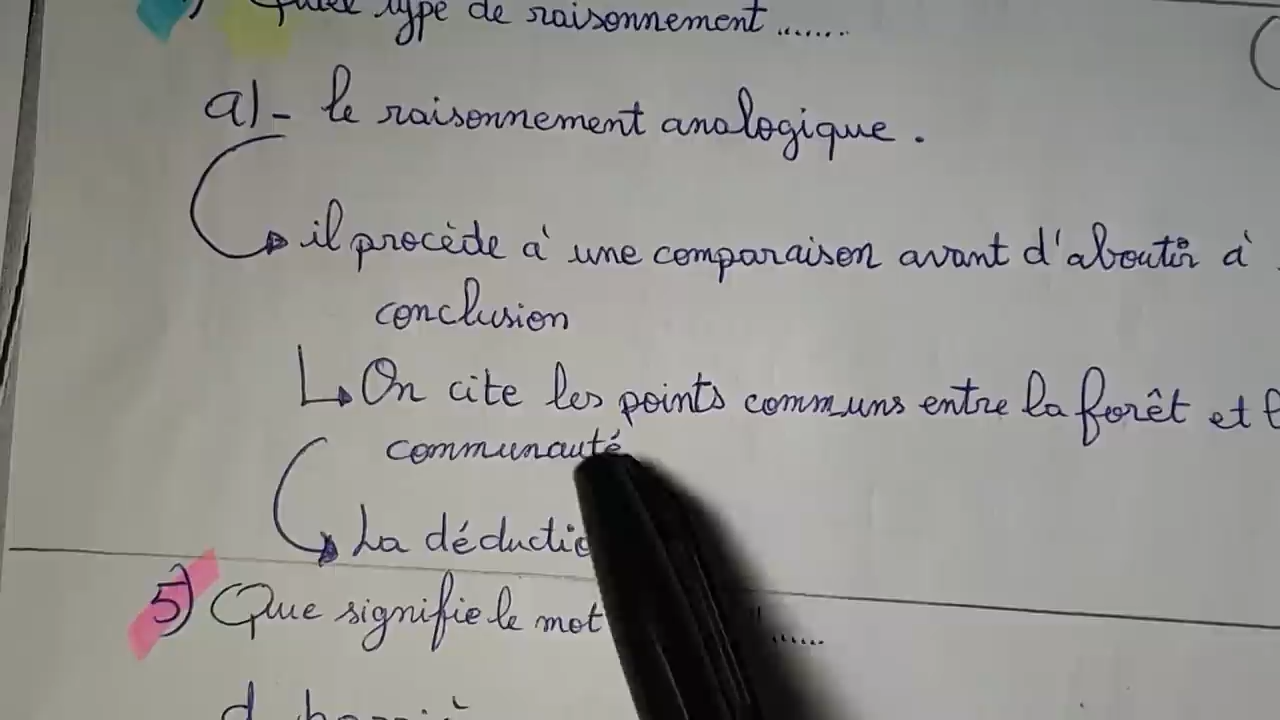 type de raisonnement .......
a)- le raisonnement analogique.
il procède à une comparaison avant d'aboutir à
conclusion
On cite les points communs entre la forêt et
communauté
La déductio
5) Que signifie le mot " ......
d